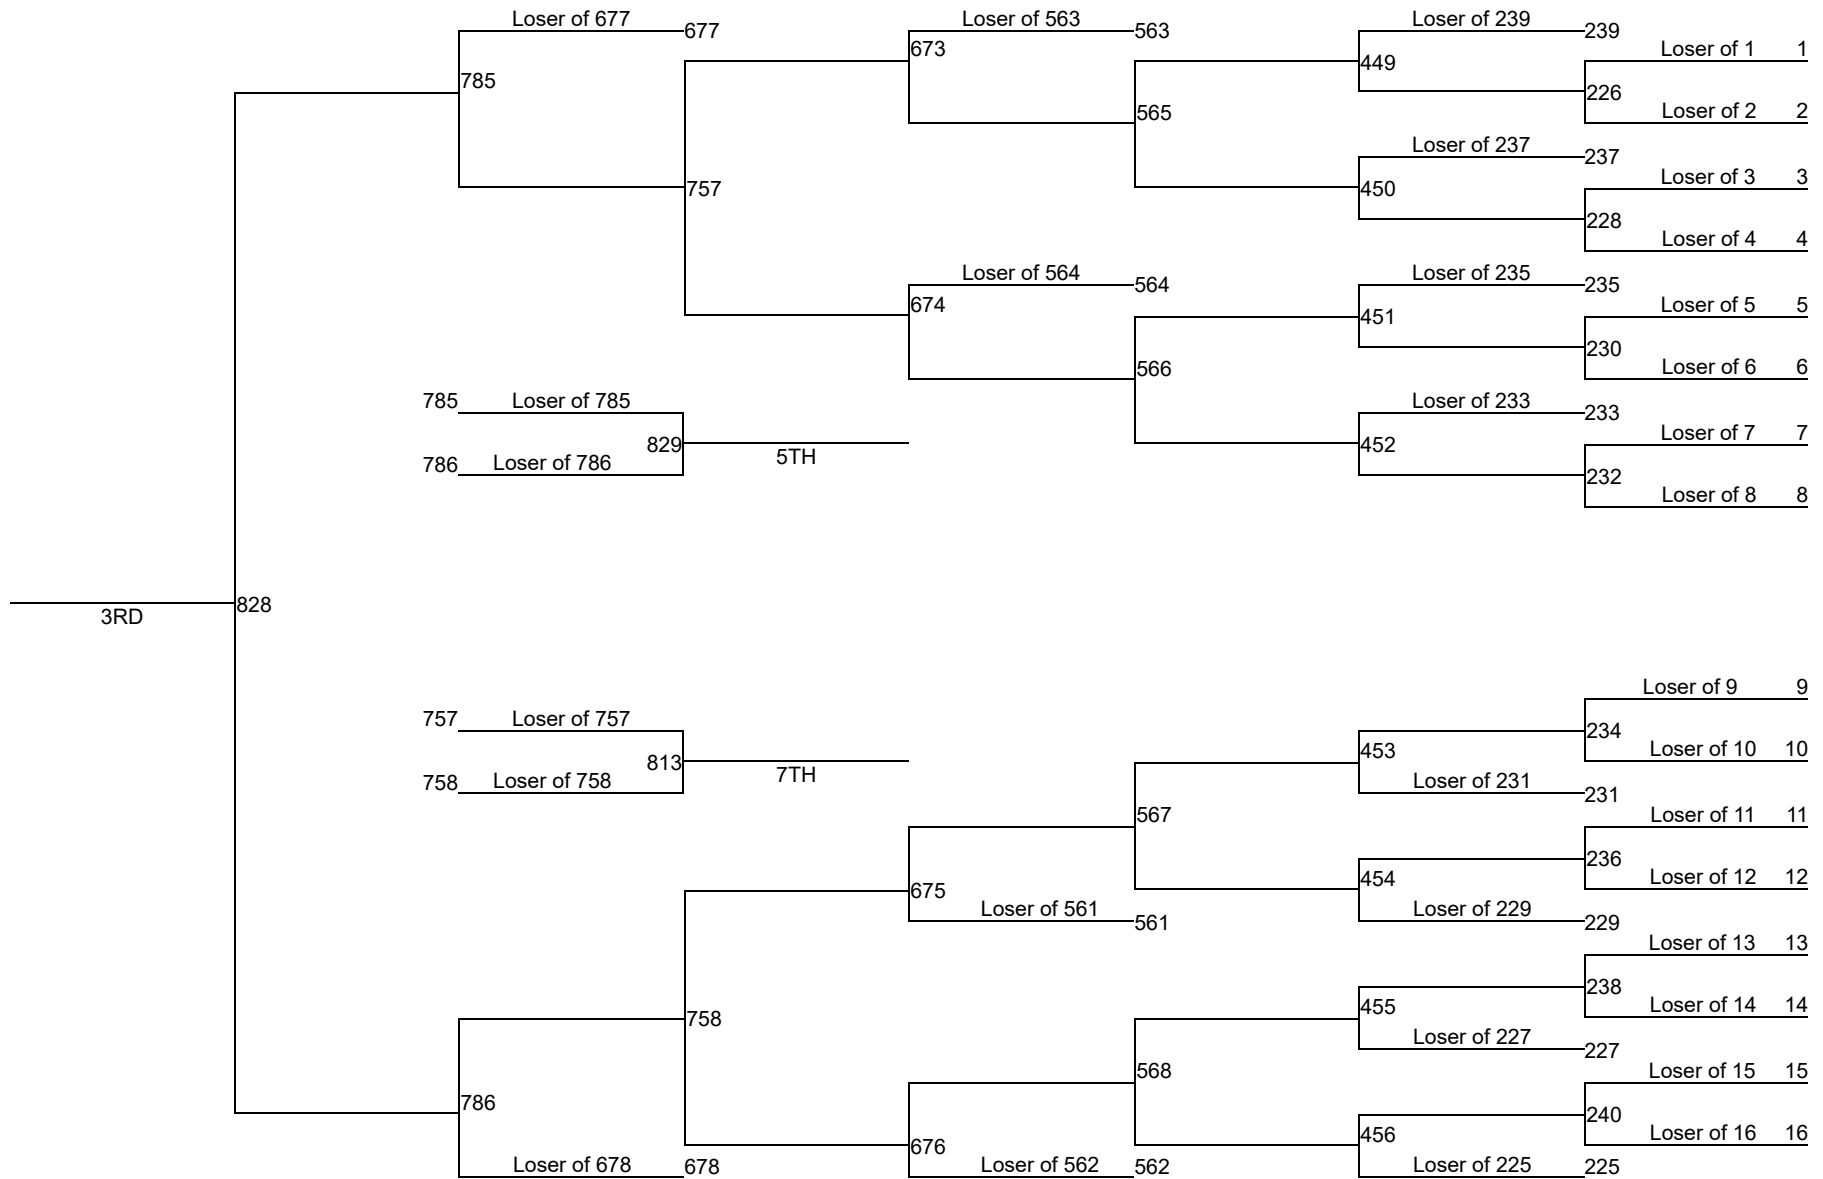 Loser of 677 677 Loser of 563 563 Loser of 239 239
Loser of 1 1
673
449
785
226
Loser of 2 2
565
Loser of 237 237
Loser of 3 3
757
450
228
Loser of 4 4
Loser of 564 564 Loser of 235 235
674
Loser of 5 5
451
230
566
Loser of 6 6
785 Loser of 785
Loser of 233 233
Loser of 7 7
829
452
5TH
786 Loser of 786
232
Loser of 8 8
828
3RD
Loser of 9 9
757 Loser of 757
234
453
Loser of 10 10
813
7TH
758 Loser of 758
Loser of 231 231
567
Loser of 11 11
236
454
Loser of 12 12
675
Loser of 561 561
Loser of 229 229
Loser of 13 13
238
455
Loser of 14 14
758
Loser of 227 227
568
Loser of 15 15
786
240
456
Loser of 16 16
676
Loser of 678 678 Loser of 562 562 Loser of 225 225